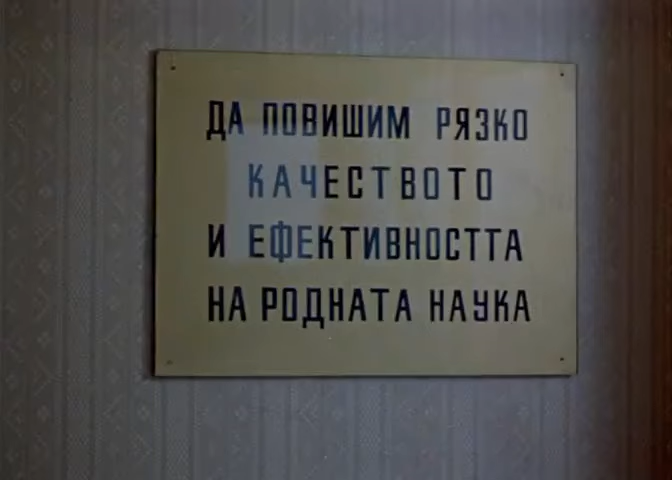 ДА ПОВИШИМ РЯЗКО
КАЧЕСТВОТО
И ЕФЕКТИВНОСТТА
НА РОДНАТА НАУКА